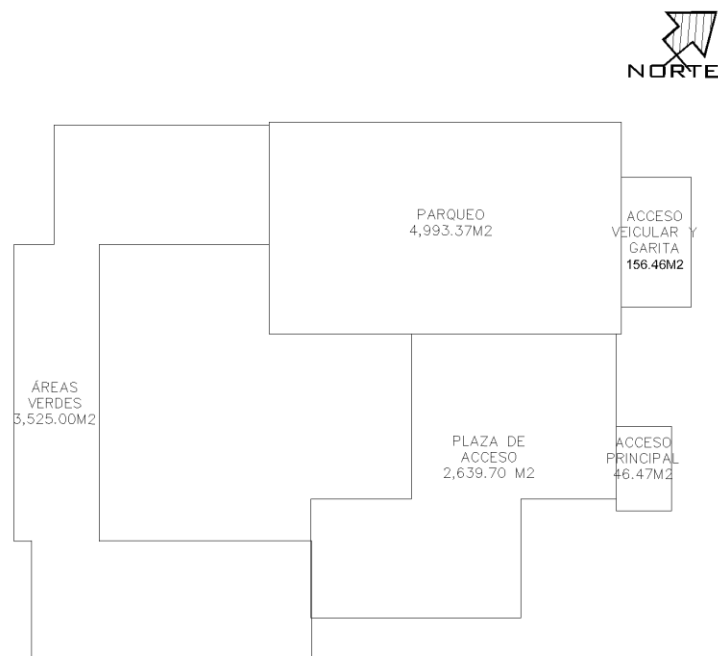 NORTE
PARQUEO
4,993.37M2
ACCESO
VEICULAR Y
GARITA
156.46M2
ÁREAS
VERDES
3,525.00M2
PLAZA DE
ACCESO
2,639.70 M2
ACCESO
PRINCIPAL
46.47M2